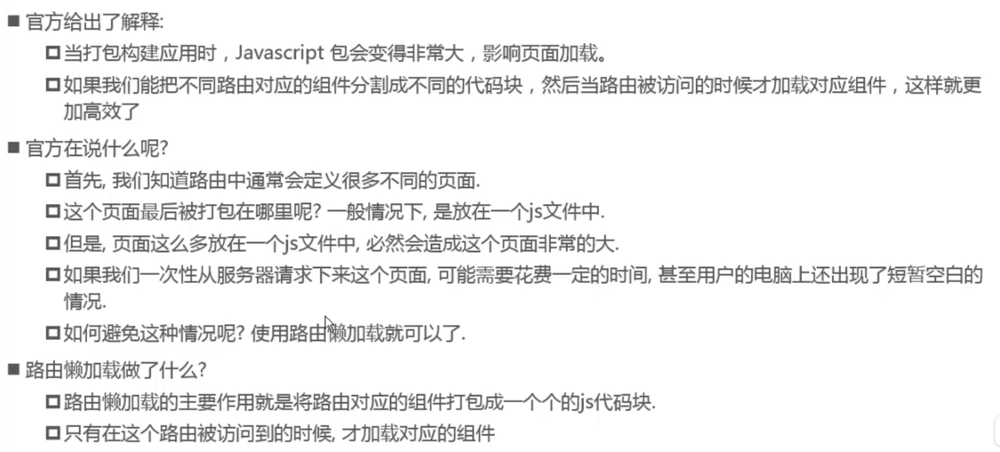 官方给出了解释:
当打包构建应用时，Javascript 包会变得非常大，影响页面加载。
如果我们能把不同路由对应的组件分割成不同的代码块，然后当路由被访问的时候才加载对应组件，这样就更
加高效了
官方在说什么呢?
首先, 我们知道路由中通常会定义很多不同的页面.
这个页面最后被打包在哪里呢? 一般情况下, 是放在一个js文件中.
但是, 页面这么多放在一个js文件中, 必然会造成这个页面非常的大.
如果我们一次性从服务器请求下来这个页面, 可能需要花费一定的时间, 甚至用户的电脑上还出现了短暂空白的
情况.
如何避免这种情况呢? 使用路由懒加载就可以了.
路由懒加载做了什么?
路由懒加载的主要作用就是将路由对应的组件打包成一个个的js代码块.
只有在这个路由被访问到的时候, 才加载对应的组件